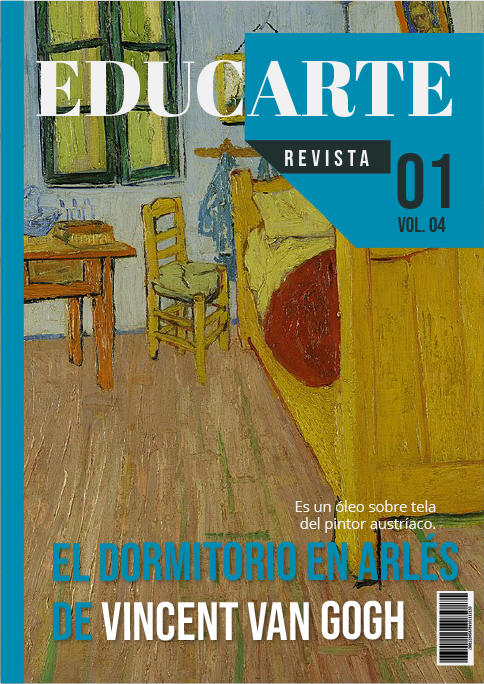 EDUCARTE
REVISTA
01
VOL. 04
Es un óleo sobre tela
del pintor austríaco.
EL DORMITORIO EN ARLÉS
DE VINCENT VAN GOGH